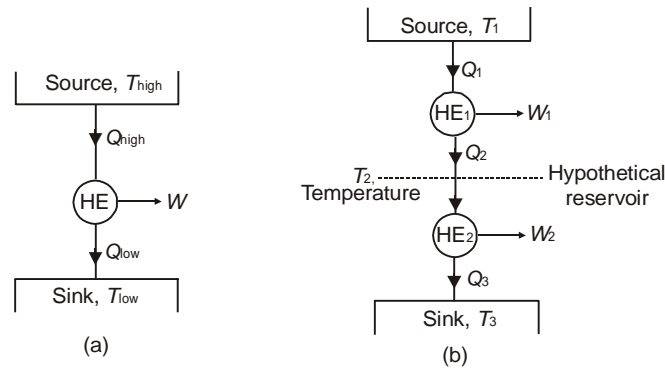 Source, T₁
Q₁
HE₁
W₁
Q₂
T₂,
Temperature
Hypothetical
reservoir
HE₂
W₂
Q₃
Sink, T₃
(b)
Source, Thigh
Qhigh
HE
W
Qlow
Sink, Tlow
(a)